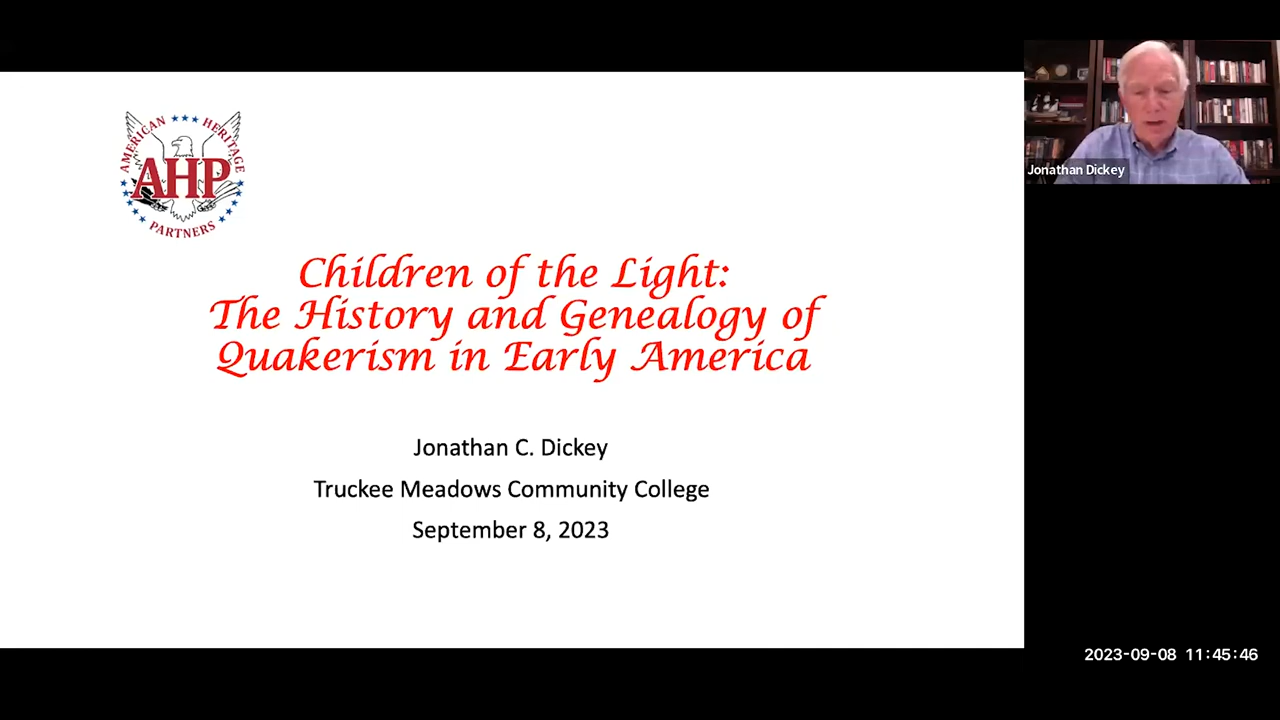 AMERICAN HERITAGE
AHP
PARTNERS
Children of the Light:
The History and Genealogy of
Quakerism in Early America
Jonathan C. Dickey
Truckee Meadows Community College
September 8, 2023
Jonathan Dickey
2023-09-08 11:45:46